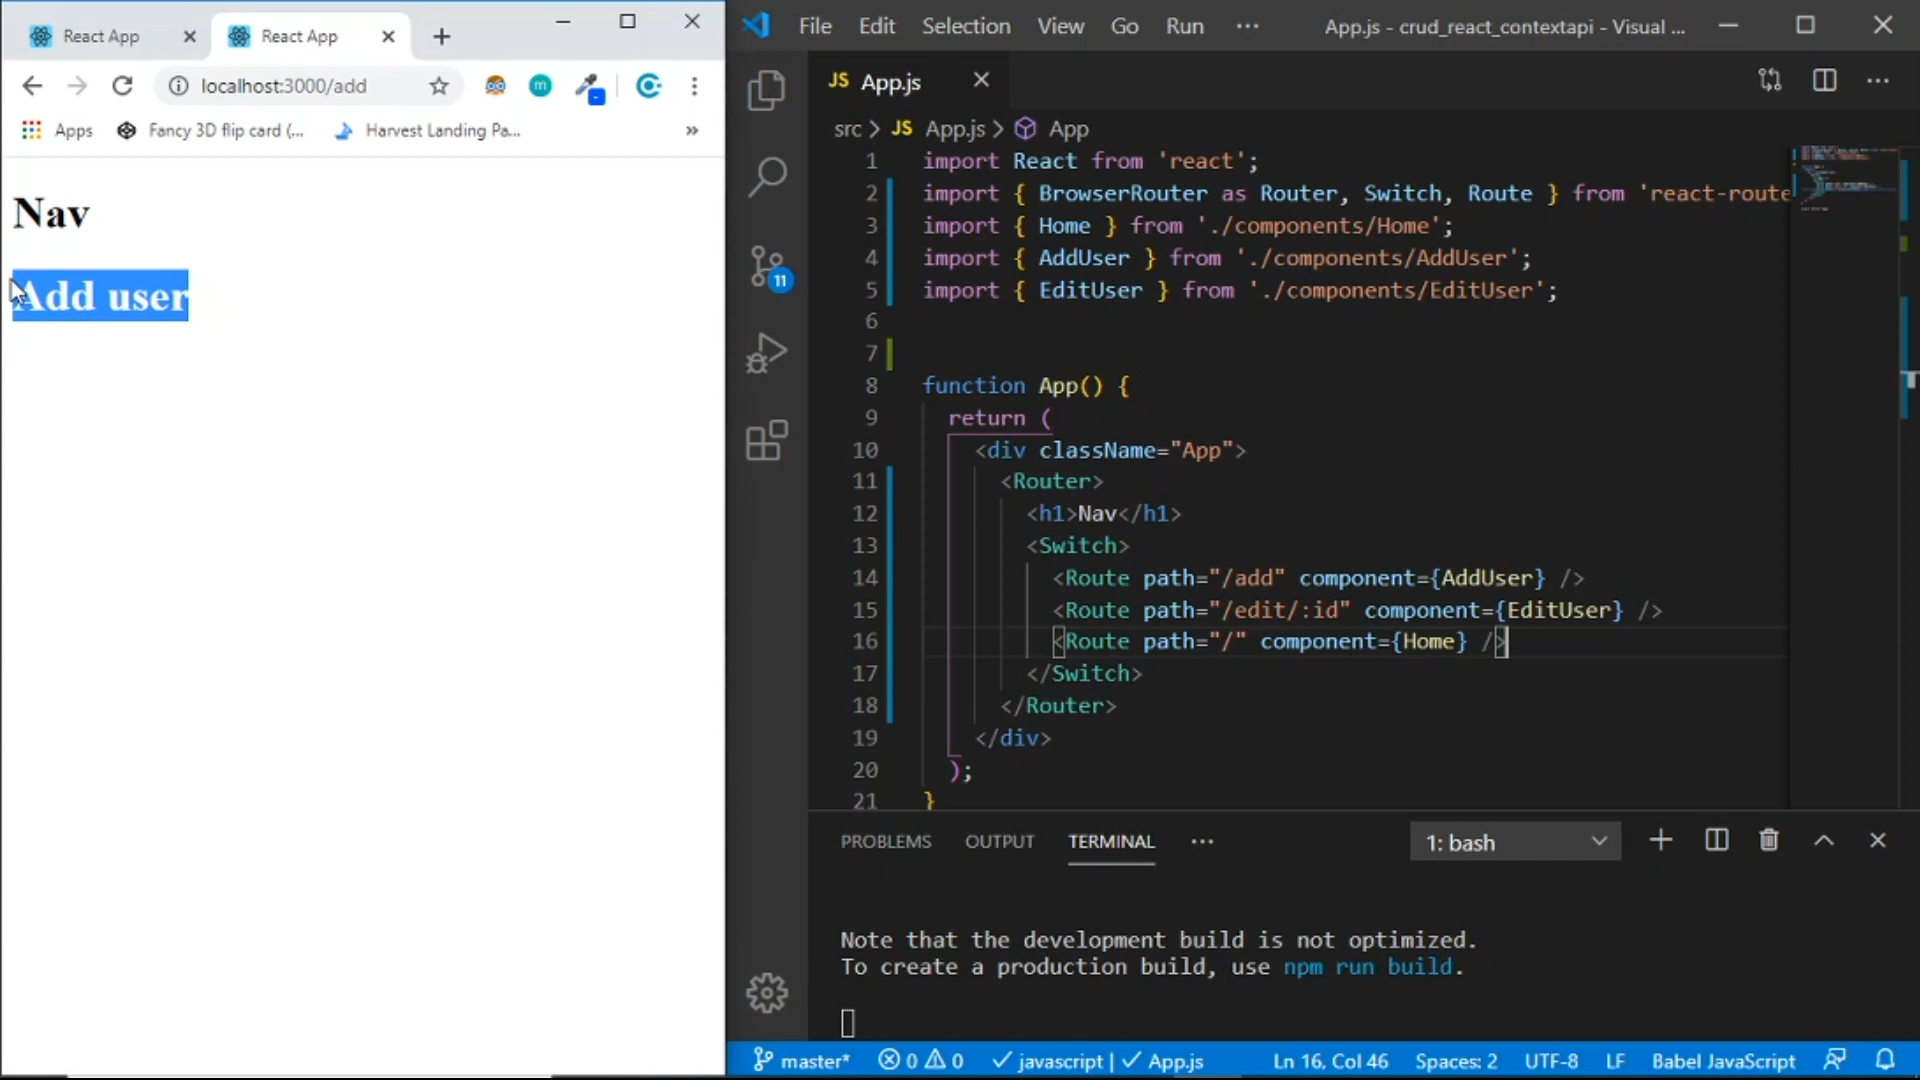 React App
React App
localhost:3000/add
Apps
Fancy 3D flip card (...
Harvest Landing Pa...
»
Nav
Add user
File Edit Selection View Go Run ···
App.js - crud_react_contextapi - Visual ...
JS App.js
src > JS App.js > App
1 import React from 'react';
2 import { BrowserRouter as Router, Switch, Route } from 'react-route
3 import { Home } from './components/Home';
4 import { AddUser } from './components/AddUser';
5 import { EditUser } from './components/EditUser';
6
7
8 function App() {
9 return (
10 <div className="App">
11 <Router>
12 <h1>Nav</h1>
13 <Switch>
14 <Route path="/add" component={AddUser} />
15 <Route path="/edit/:id" component={EditUser} />
16 <Route path="/" component={Home} />
17 </Switch>
18 </Router>
19 </div>
20 );
21 }
11
PROBLEMS OUTPUT TERMINAL ···
1: bash
Note that the development build is not optimized.
To create a production build, use npm run build.
master* 0 0 javascript | App.js
Ln 16, Col 46 Spaces: 2 UTF-8 LF Babel JavaScript